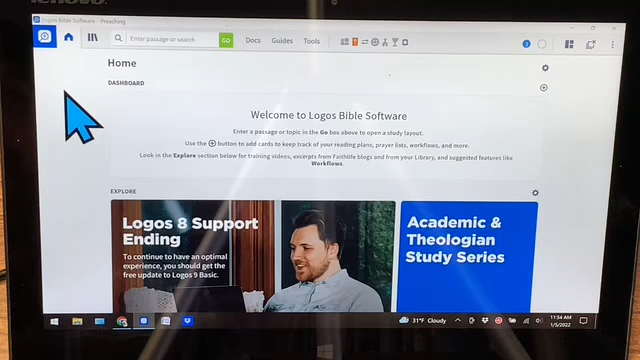 lenovo
Logos Bible Software - Preaching
Enter passage or search
GO
Docs
Guides
Tools
Home
DASHBOARD
Welcome to Logos Bible Software
Enter a passage or topic in the Go box above to open a study layout.
Use the button to add cards to keep track of your reading plans, prayer lists, workflows, and more.
Look in the Explore section below for training videos, excerpts from Faithlife blogs and from your Library, and suggested features like
Workflows.
EXPLORE
Logos 8 Support
Ending
To continue to have an optimal
experience, you should get the
free update to Logos 9 Basic.
Academic &
Theologian
Study Series
31°F Cloudy
11:54 AM
1/5/2022